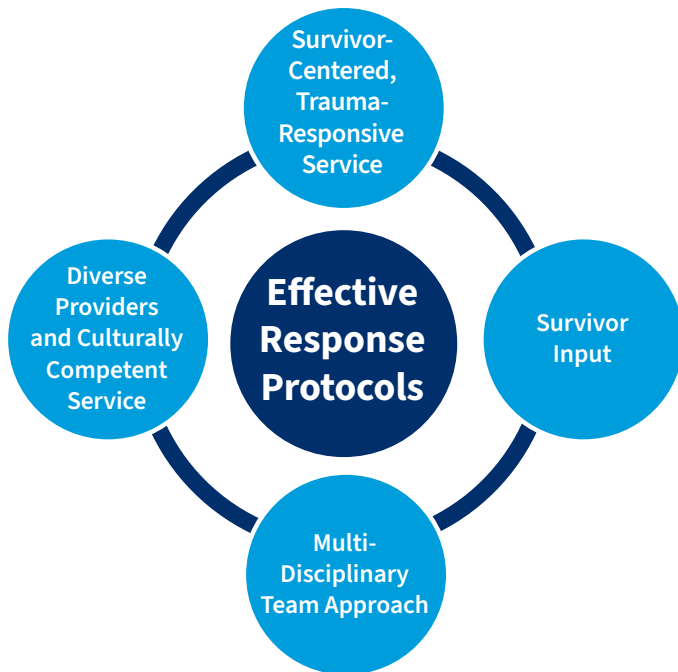 Survivor-
Centered,
Trauma-
Responsive
Service
Diverse
Providers
and Culturally
Competent
Service
Effective
Response
Protocols
Survivor
Input
Multi-
Disciplinary
Team Approach